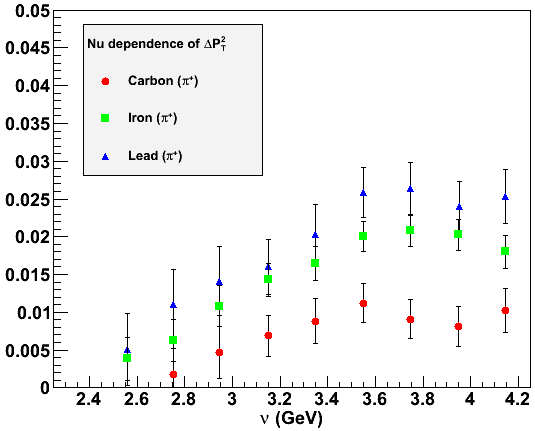 0.05
0.045
0.04
0.035
0.03
0.025
0.02
0.015
0.01
0.005
0
Nu dependence of ΔP²T
Carbon (π⁺)
Iron (π⁺)
Lead (π⁺)
2.4 2.6 2.8 3 3.2 3.4 3.6 3.8 4 4.2
ν (GeV)